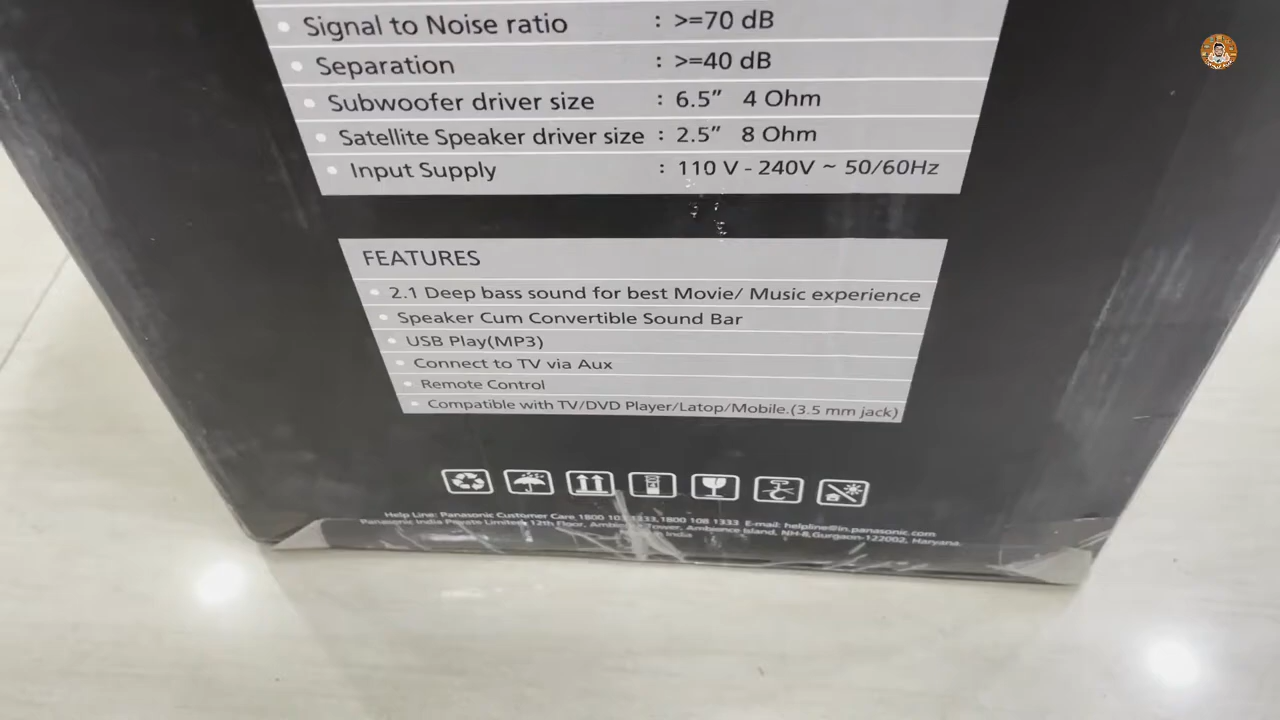 Signal to Noise ratio : >=70 dB
Separation : >=40 dB
Subwoofer driver size : 6.5” 4 Ohm
Satellite Speaker driver size : 2.5” 8 Ohm
Input Supply : 110 V - 240V ~ 50/60Hz
FEATURES
2.1 Deep bass sound for best Movie/ Music experience
Speaker Cum Convertible Sound Bar
USB Play(MP3)
Connect to TV via Aux
Remote Control
Compatible with TV/DVD Player/Latop/Mobile.(3.5 mm jack)
Help Line: Panasonic Customer Care 1800 1333,1800 108 1333 E-mail: helpline@in.panasonic.com
Panasonic India Private Limited, 12th Floor, Tower, Ambience Island, NH-8,Gurgaon-122002, Haryana.
India